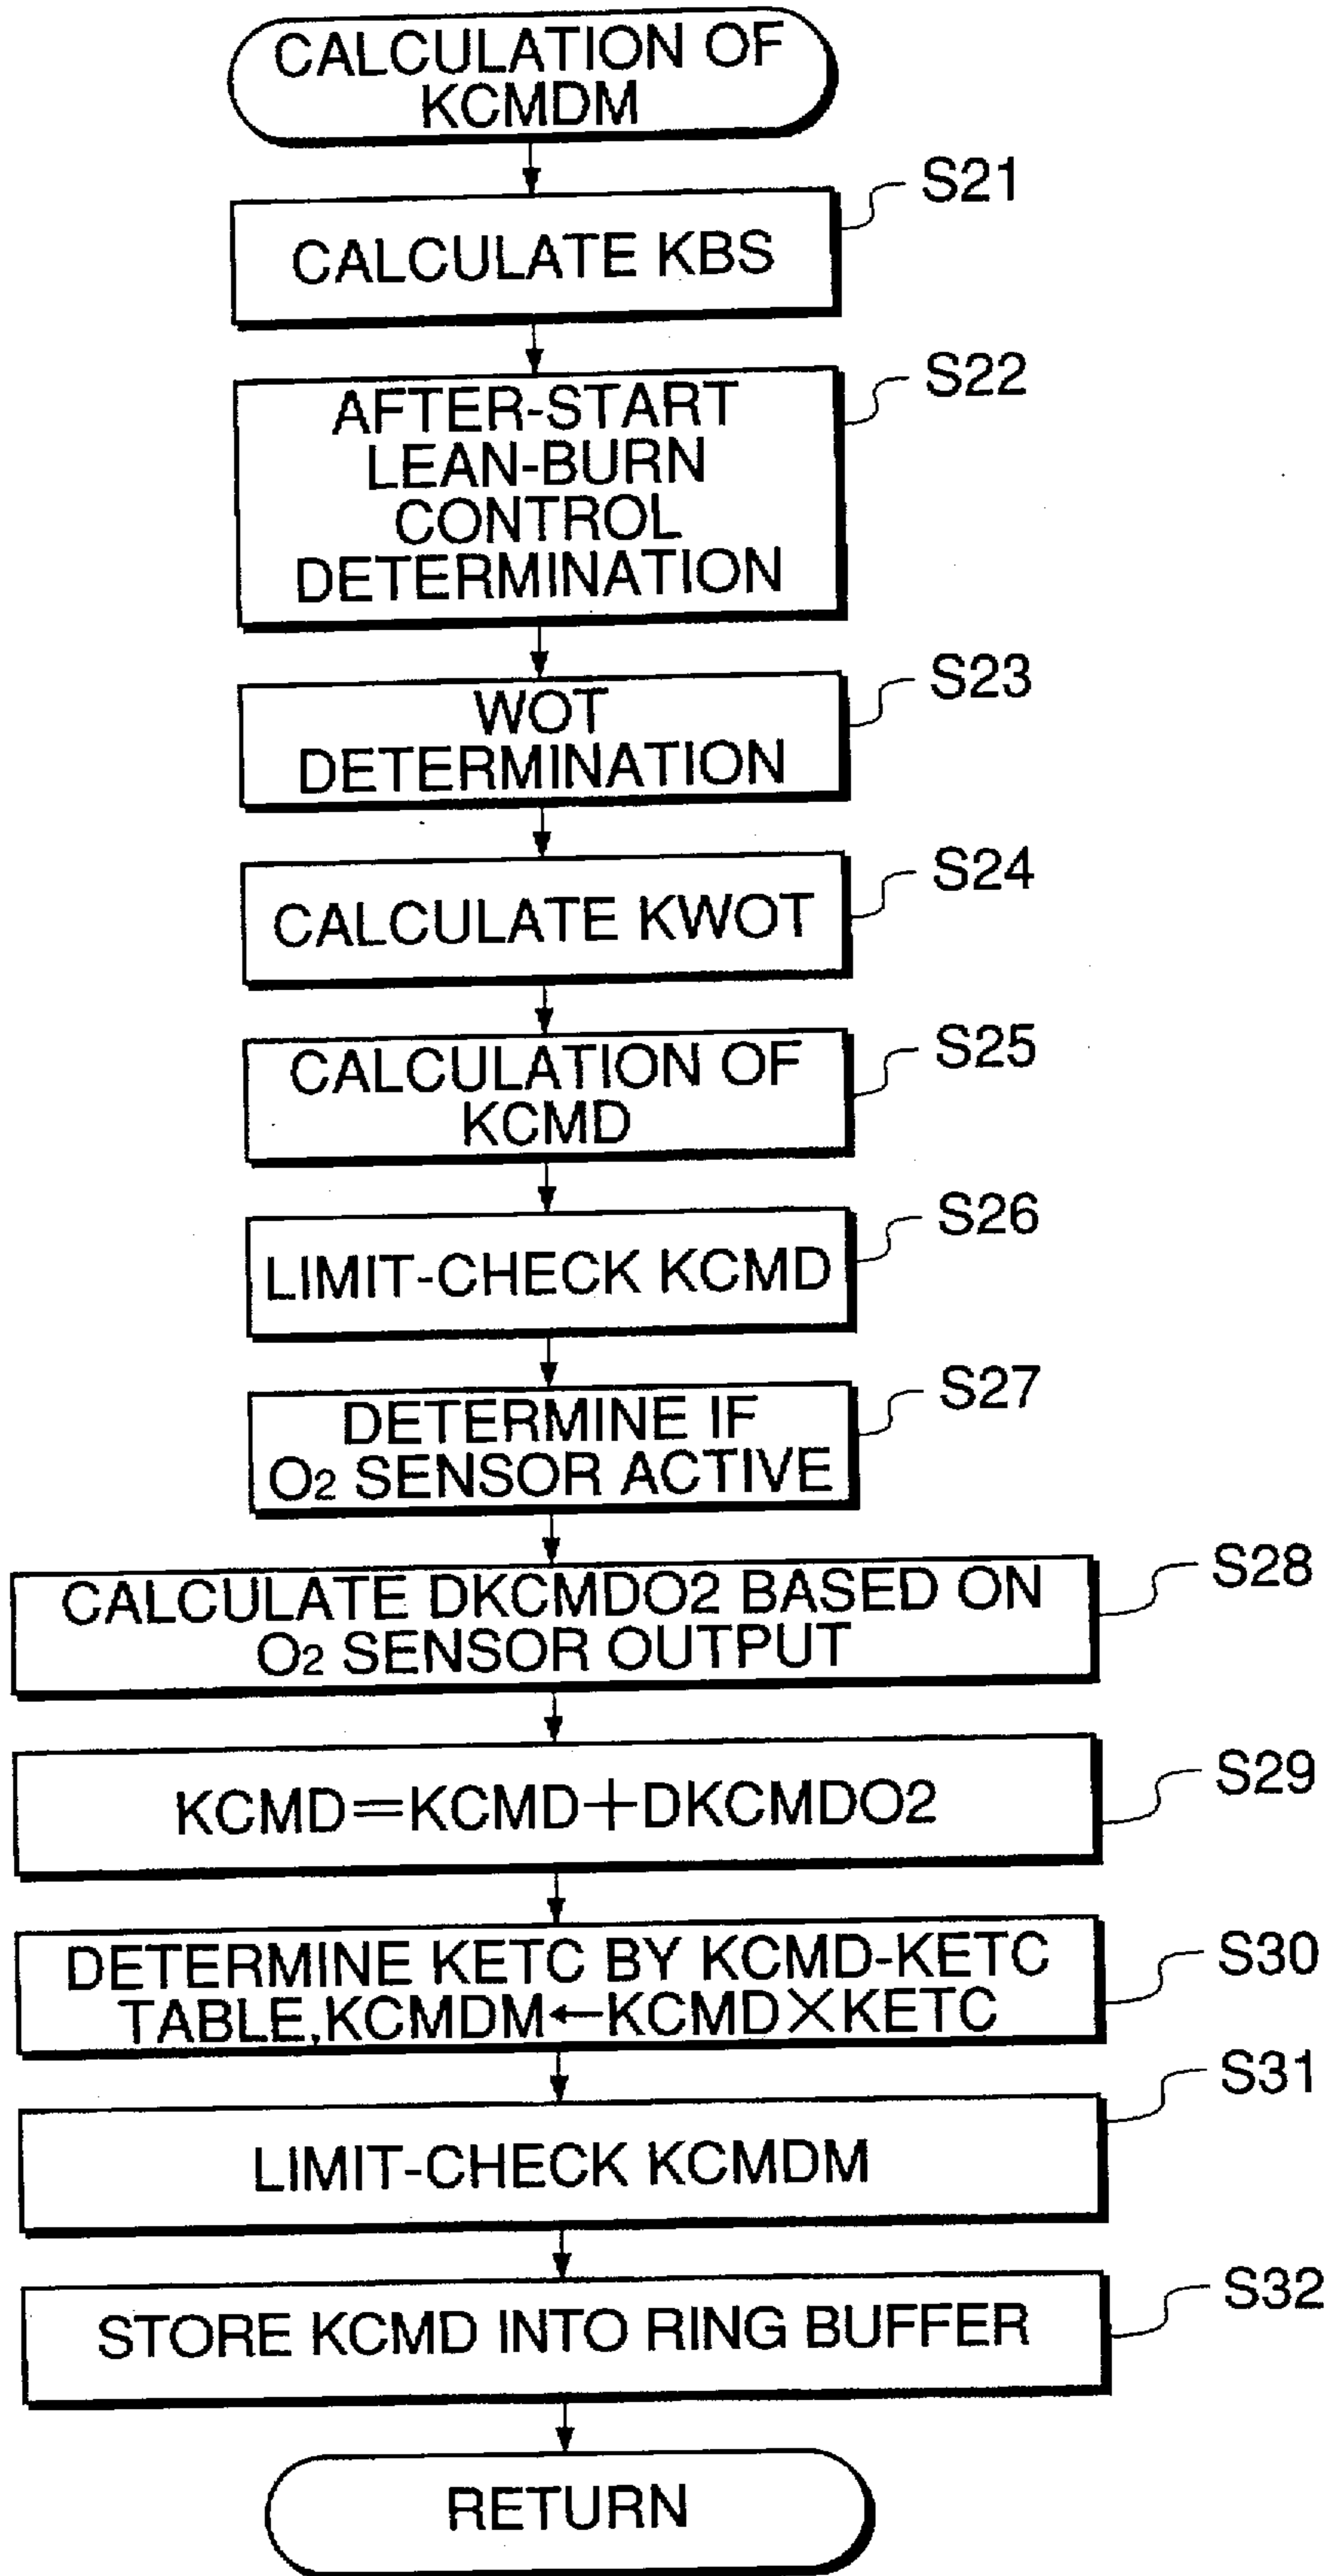 CALCULATION OF
KCMDM
S21
CALCULATE KBS
S22
AFTER-START
LEAN-BURN
CONTROL
DETERMINATION
S23
WOT
DETERMINATION
S24
CALCULATE KWOT
S25
CALCULATION OF
KCMD
S26
LIMIT-CHECK KCMD
S27
DETERMINE IF
O2 SENSOR ACTIVE
S28
CALCULATE DKCMDO2 BASED ON
O2 SENSOR OUTPUT
S29
KCMD=KCMD+DKCMDO2
S30
DETERMINE KETC BY KCMD-KETC
TABLE,KCMDM←KCMD×KETC
S31
LIMIT-CHECK KCMDM
S32
STORE KCMD INTO RING BUFFER
RETURN